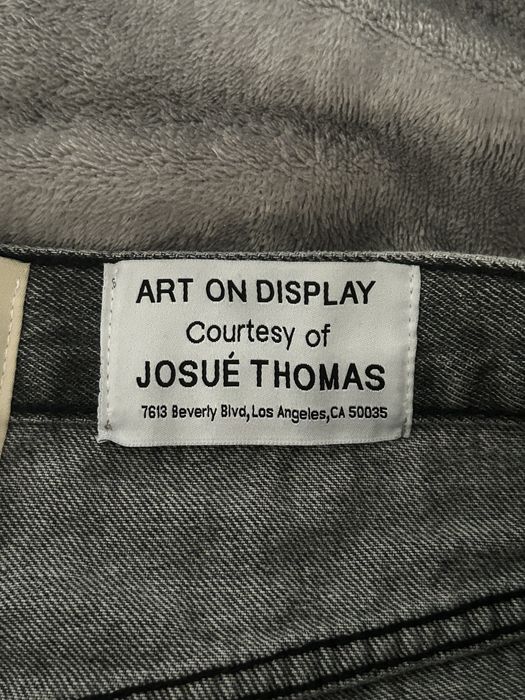 ART ON DISPLAY
Courtesy of
JOSUÉ THOMAS
7613 Beverly Blvd, Los Angeles, CA 50035